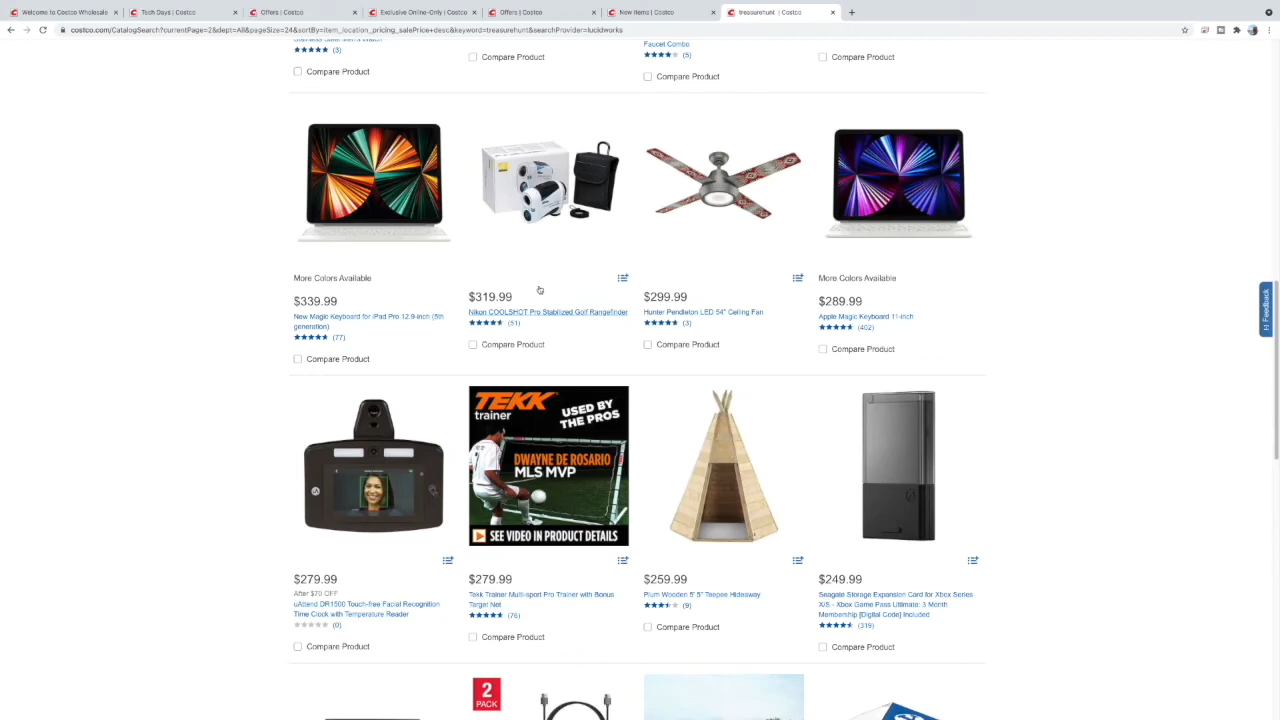 Welcome to Costco Wholesale
Tech Days | Costco
Offers | Costco
Exclusive Online-Only | Costco
Offers | Costco
New Items | Costco
treasurehunt | Costco
costco.com/CatalogSearch?currentPage=2&dept=All&pageSize=24&sortBy=item_location_pricing_salePrice+desc&keyword=treasurehunt&searchProvider=lucidworks
(3)
Compare Product
Compare Product
Faucet Combo
(5)
Compare Product
Compare Product
More Colors Available
$339.99
New Magic Keyboard for iPad Pro 12.9-inch (5th
generation)
(77)
Compare Product
$319.99
Nikon COOLSHOT Pro Stabilized Golf Rangefinder
(51)
Compare Product
$299.99
Hunter Pendleton LED 54" Ceiling Fan
(3)
Compare Product
More Colors Available
$289.99
Apple Magic Keyboard 11-inch
(402)
Compare Product
$279.99
After $70 OFF
uAttend DR1500 Touch-free Facial Recognition
Time Clock with Temperature Reader
(0)
Compare Product
TEKK
trainer
USED BY
THE PROS
DWAYNE DE ROSARIO
MLS MVP
SEE VIDEO IN PRODUCT DETAILS
$279.99
Tekk Trainer Multi-sport Pro Trainer with Bonus
Target Net
(76)
Compare Product
$259.99
Plum Wooden 5' 5" Teepee Hideaway
(9)
Compare Product
$249.99
Seagate Storage Expansion Card for Xbox Series
X/S - Xbox Game Pass Ultimate: 3 Month
Membership [Digital Code] Included
(319)
Compare Product
2
PACK
Feedback